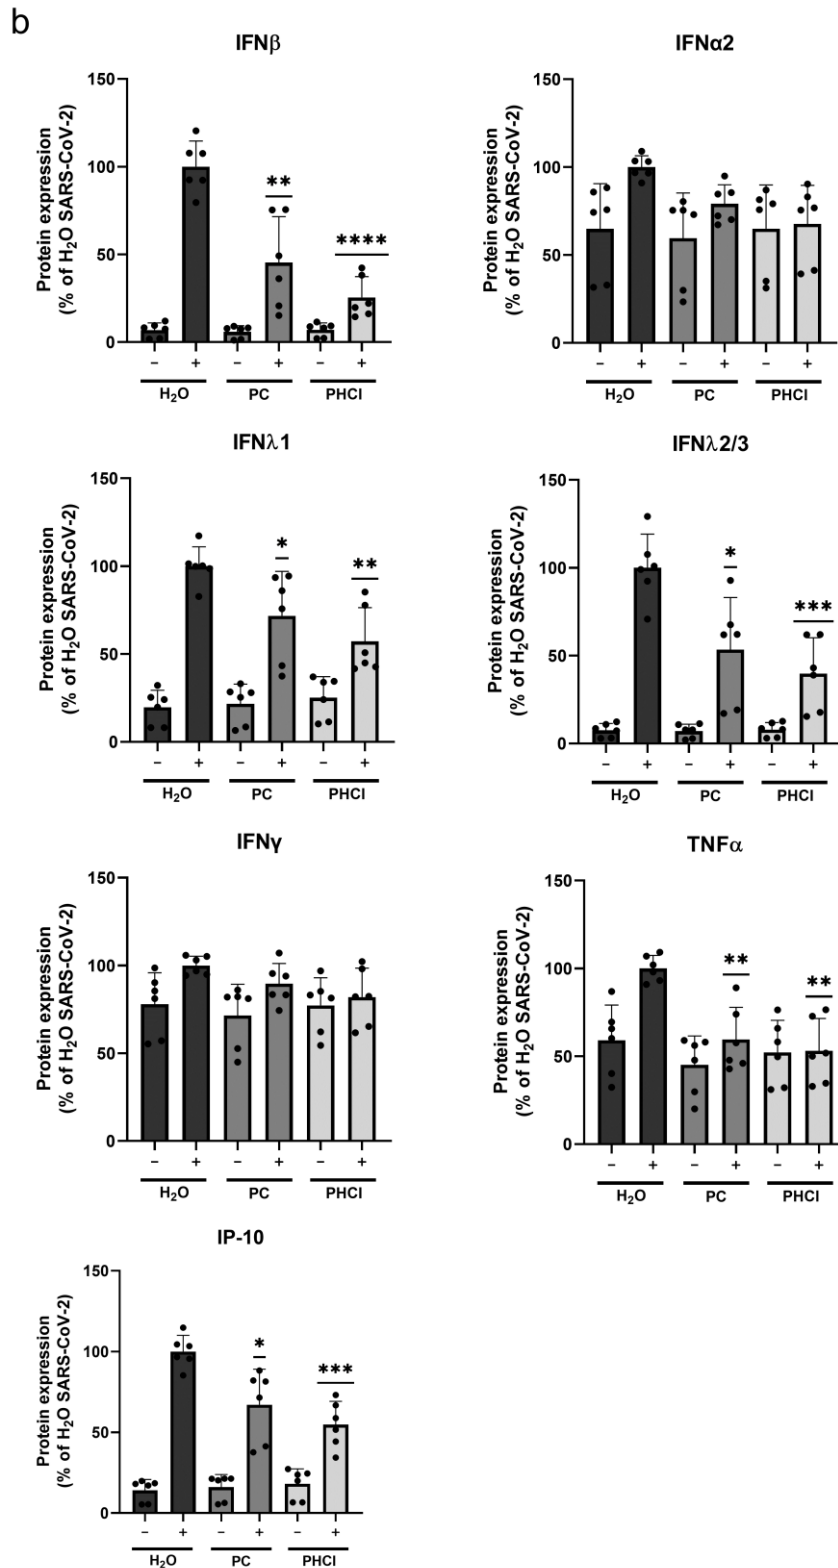 b
IFNβ
Protein expression
(% of H₂O SARS-CoV-2)
150
100
50
0
**
****
− + − + − +
H₂O PC PHCl
IFNα2
Protein expression
(% of H₂O SARS-CoV-2)
150
100
50
0
− + − + − +
H₂O PC PHCl
IFNλ1
Protein expression
(% of H₂O SARS-CoV-2)
150
100
50
0
*
**
− + − + − +
H₂O PC PHCl
IFNλ2/3
Protein expression
(% of H₂O SARS-CoV-2)
150
100
50
0
*
***
− + − + − +
H₂O PC PHCl
IFNγ
Protein expression
(% of H₂O SARS-CoV-2)
150
100
50
0
− + − + − +
H₂O PC PHCl
TNFα
Protein expression
(% of H₂O SARS-CoV-2)
150
100
50
0
**
**
− + − + − +
H₂O PC PHCl
IP-10
Protein expression
(% of H₂O SARS-CoV-2)
150
100
50
0
*
***
− + − + − +
H₂O PC PHCl